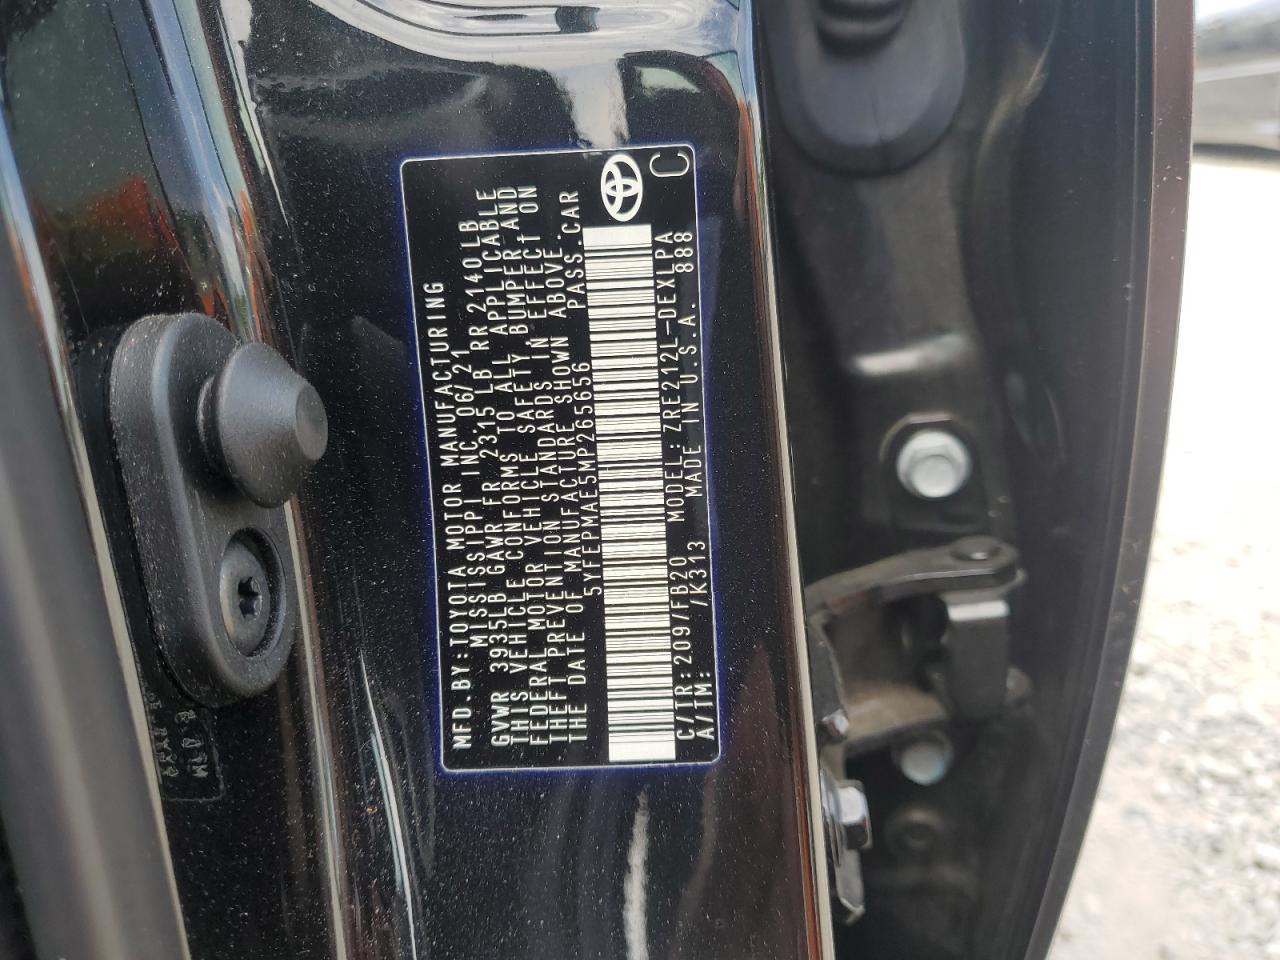 MFD.BY:TOYOTA MOTOR MANUFACTURING
MISSISSIPPI INC. 06/21
GVWR 3935LB GAWR FR 2315 LB RR 2140LB
THIS VEHICLE CONFORMS TO ALL APPLICABLE
FEDERAL MOTOR VEHICLE SAFETY, BUMPER AND
THEFT PREVENTION STANDARDS IN EFFECT ON
THE DATE OF MANUFACTURE SHOWN ABOVE.
5YFEPMAE5MP265656 PASS.CAR
C/TR:209/FB20 MODEL:ZRE212L-DEXLPA
A/TM: /K313 MADE IN U.S.A. 888
C